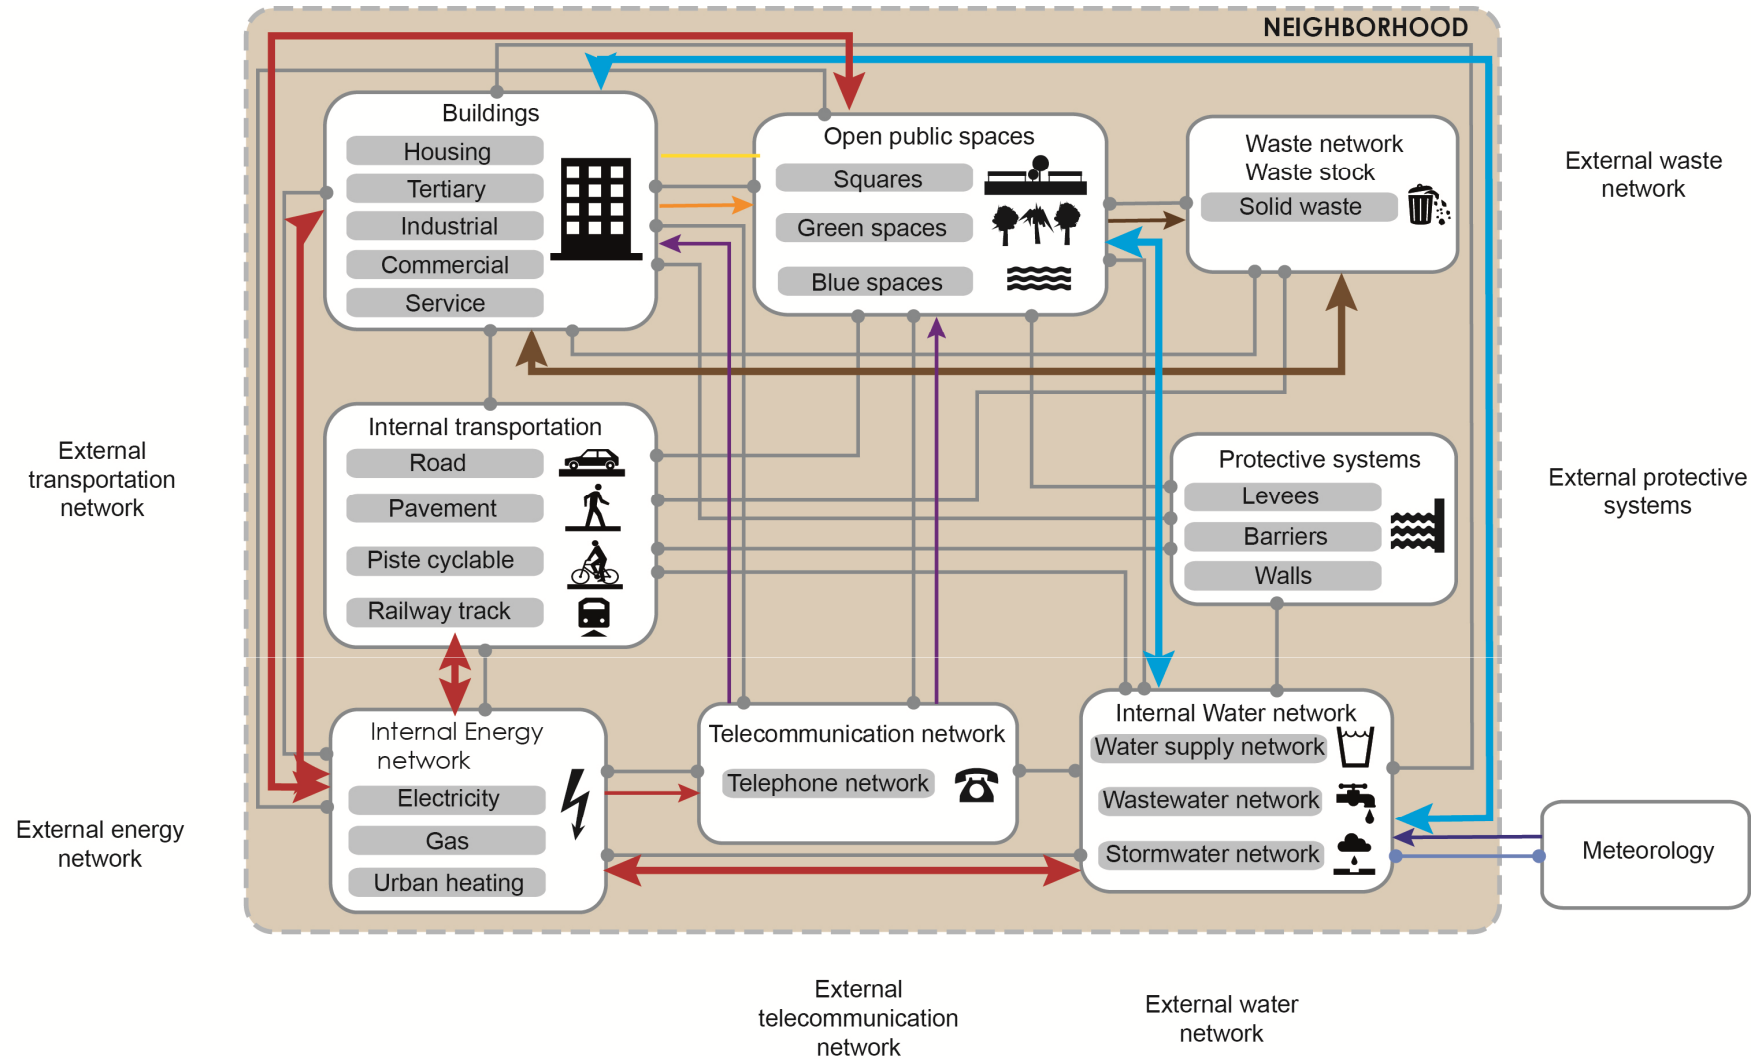 NEIGHBORHOOD
Buildings
Housing
Tertiary
Industrial
Commercial
Service
Open public spaces
Squares
Green spaces
Blue spaces
Waste network
Waste stock
Solid waste
External waste
network
Internal transportation
Road
Pavement
Piste cyclable
Railway track
External
transportation
network
Protective systems
Levees
Barriers
Walls
External protective
systems
Internal Energy
network
Electricity
Gas
Urban heating
External energy
network
Telecommunication network
Telephone network
Internal Water network
Water supply network
Wastewater network
Stormwater network
Meteorology
External
telecommunication
network
External water
network